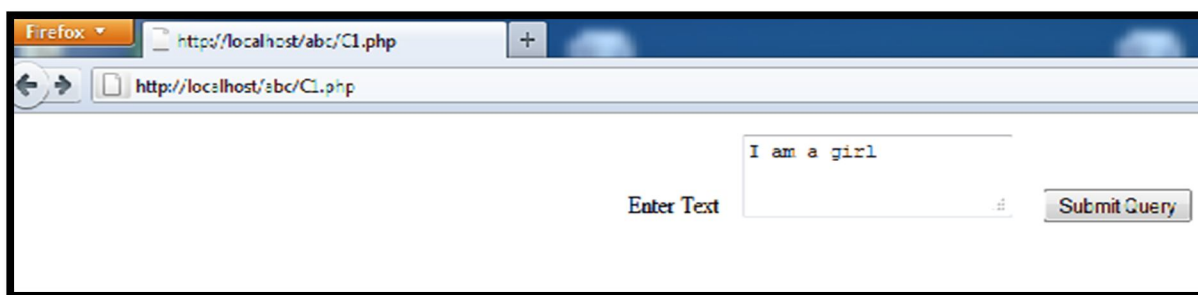 Firefox
http://localhost/abc/C1.php
+
http://localhost/abc/C1.php
I am a girl
Enter Text
Submit Query